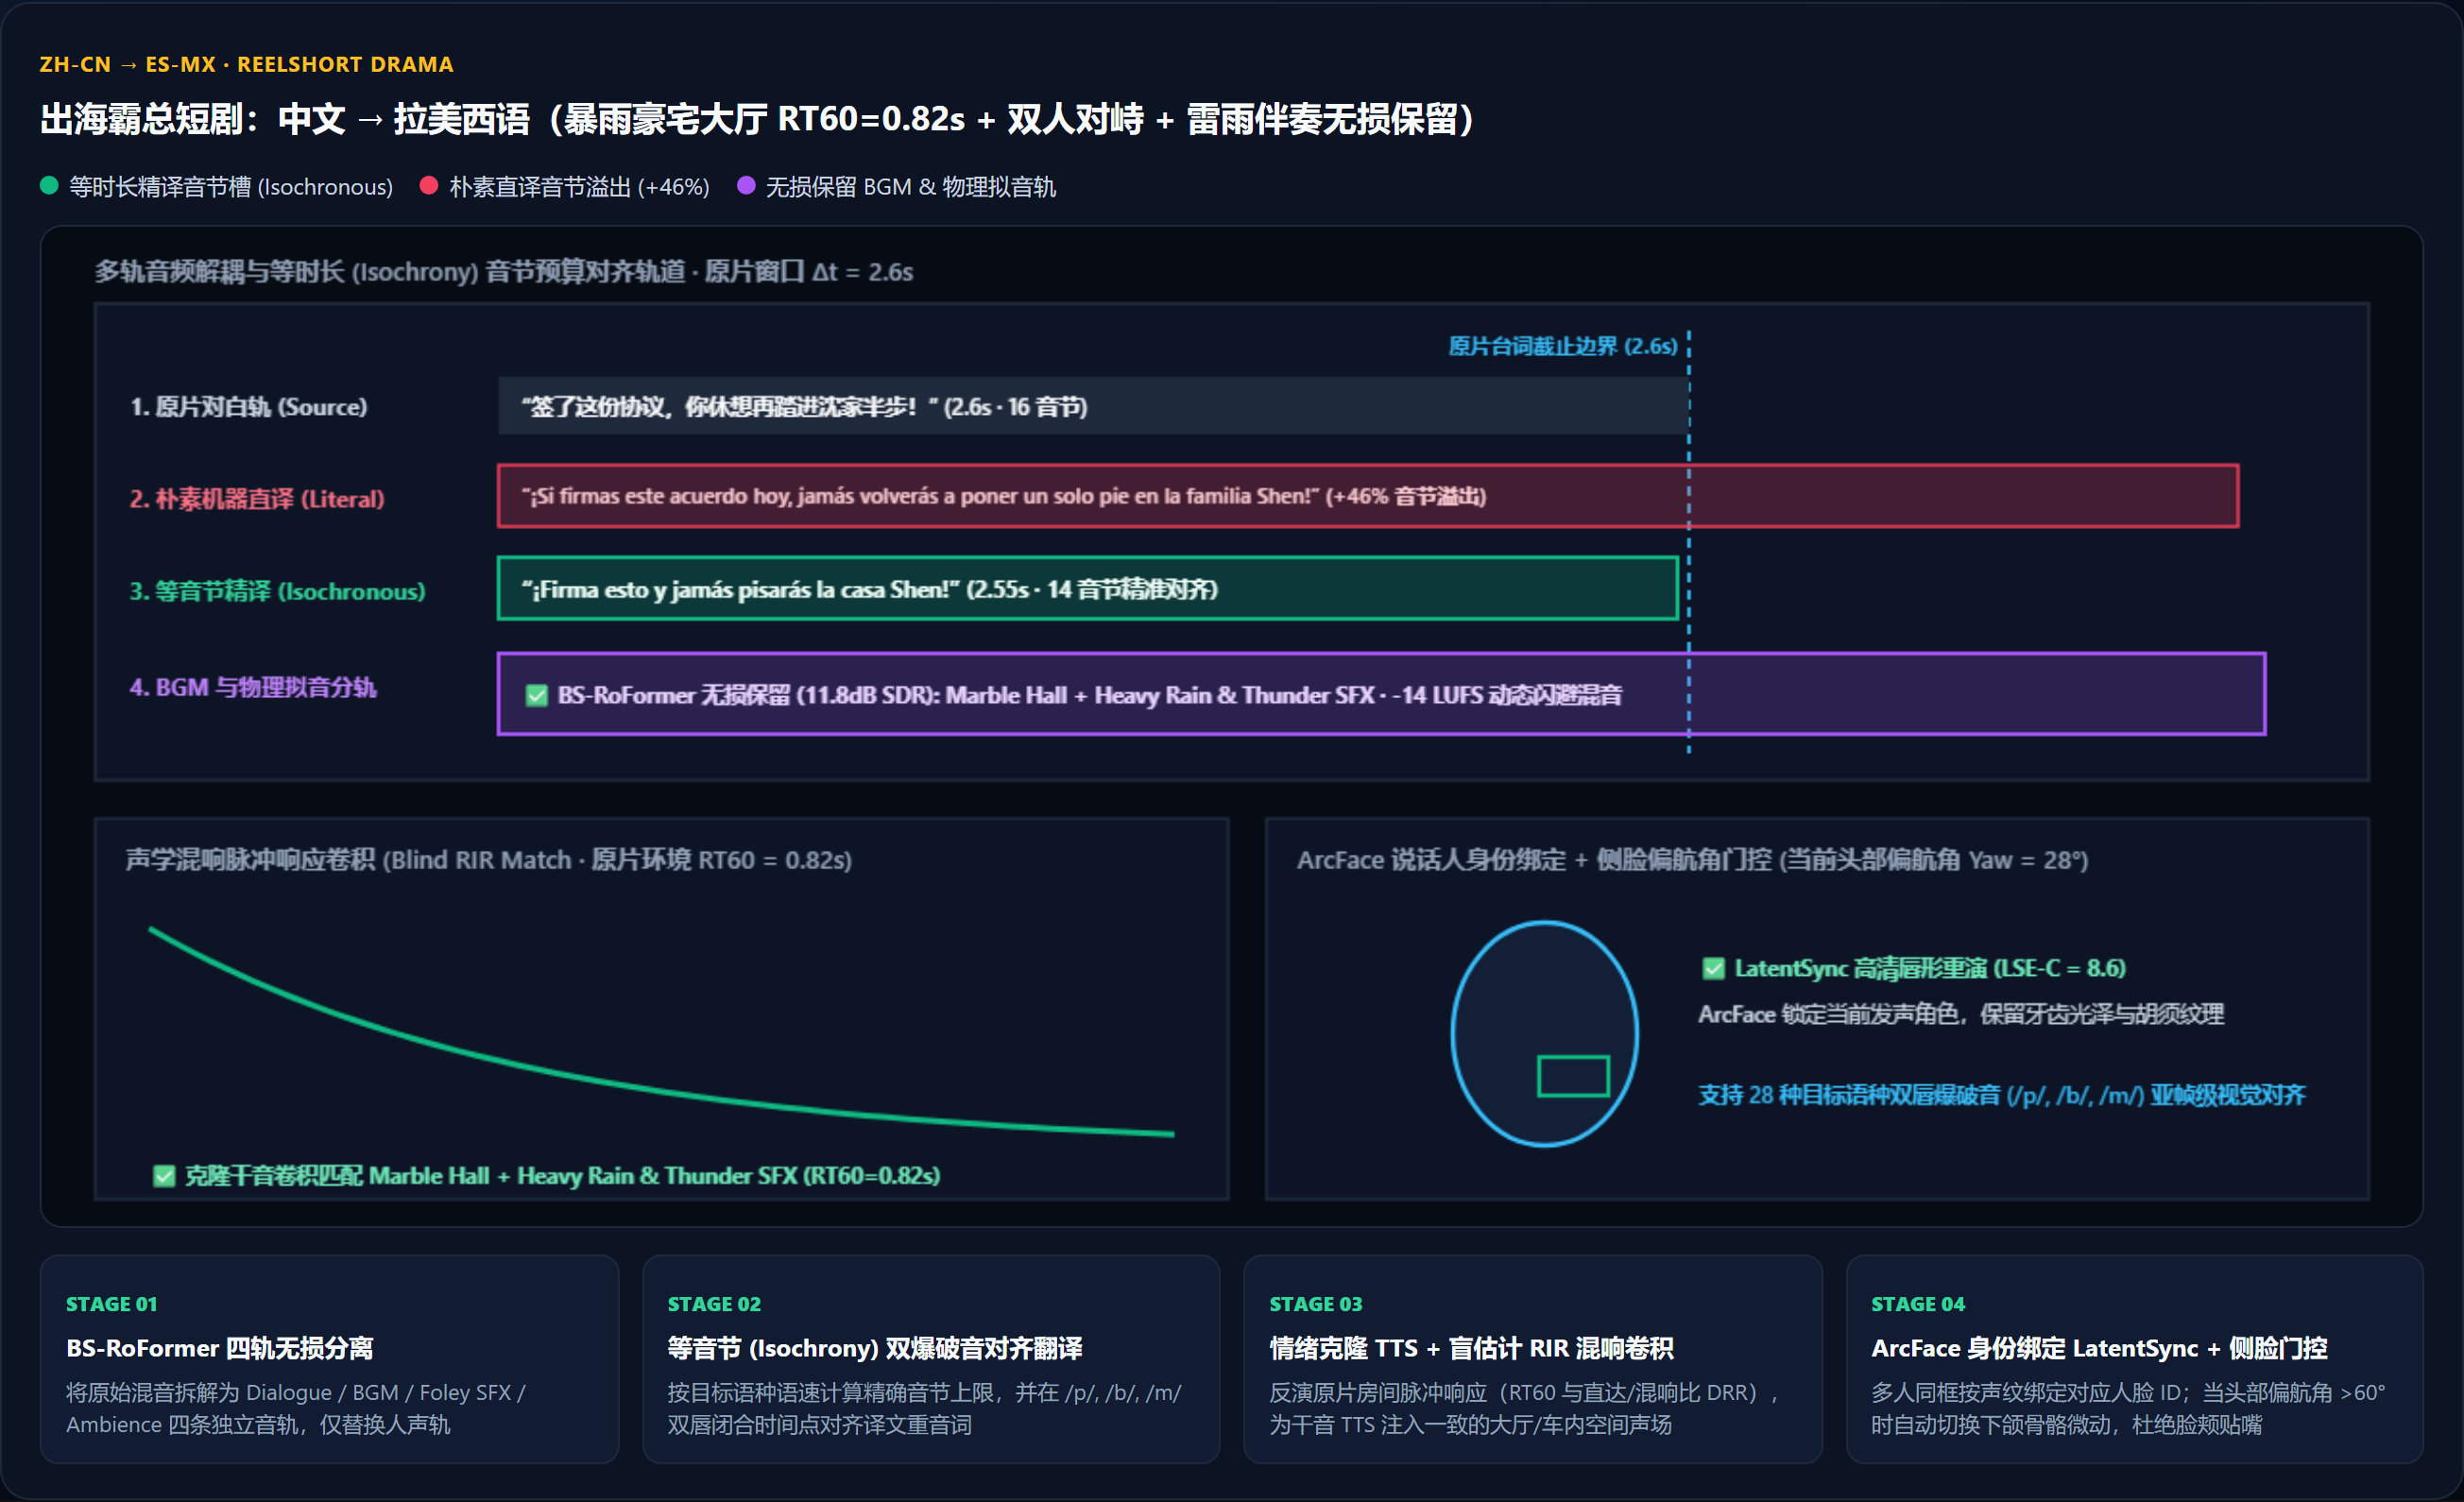 ZH-CN → ES-MX · REELSHORT DRAMA
出海霸总短剧：中文 → 拉美西语（暴雨豪宅大厅 RT60=0.82s + 双人对峙 + 雷雨伴奏无损保留）
等时长精译音节槽 (Isochronous) 朴素直译音节溢出 (+46%) 无损保留 BGM & 物理拟音轨
多轨音频解耦与等时长 (Isochrony) 音节预算对齐轨道 · 原片窗口 Δt = 2.6s
原片台词截止边界 (2.6s)
1. 原片对白轨 (Source)
“签了这份协议，你休想再踏进沈家半步！” (2.6s · 16 音节)
2. 朴素机器直译 (Literal)
“¡Si firmas este acuerdo hoy, jamás volverás a poner un solo pie en la familia Shen!” (+46% 音节溢出)
3. 等音节精译 (Isochronous)
“¡Firma esto y jamás pisarás la casa Shen!” (2.55s · 14 音节精准对齐)
4. BGM 与物理拟音分轨
✅ BS-RoFormer 无损保留 (11.8dB SDR): Marble Hall + Heavy Rain & Thunder SFX · -14 LUFS 动态闪避混音
声学混响脉冲响应卷积 (Blind RIR Match · 原片环境 RT60 = 0.82s)
✅ 克隆干音卷积匹配 Marble Hall + Heavy Rain & Thunder SFX (RT60=0.82s)
ArcFace 说话人身份绑定 + 侧脸偏航角门控 (当前头部偏航角 Yaw = 28°)
✅ LatentSync 高清唇形重演 (LSE-C = 8.6)
ArcFace 锁定当前发声角色，保留牙齿光泽与胡须纹理
支持 28 种目标语种双唇爆破音 (/p/, /b/, /m/) 亚帧级视觉对齐
STAGE 01
BS-RoFormer 四轨无损分离
将原始混音拆解为 Dialogue / BGM / Foley SFX /
Ambience 四条独立音轨，仅替换人声轨
STAGE 02
等音节 (Isochrony) 双爆破音对齐翻译
按目标语种语速计算精确音节上限，并在 /p/, /b/, /m/
双唇闭合时间点对齐译文重音词
STAGE 03
情绪克隆 TTS + 盲估计 RIR 混响卷积
反演原片房间脉冲响应（RT60 与直达/混响比 DRR），
为干音 TTS 注入一致的大厅/车内空间声场
STAGE 04
ArcFace 身份绑定 LatentSync + 侧脸门控
多人同框按声纹绑定对应人脸 ID；当头部偏航角 >60°
时自动切换下颌骨骼微动，杜绝脸颊贴嘴